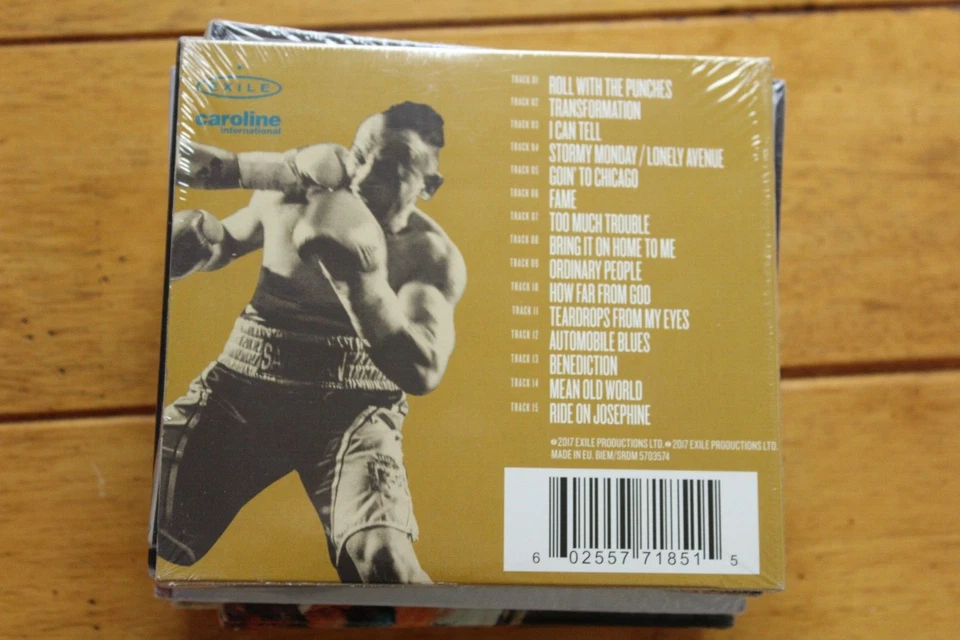 EXILE
caroline
international
TRACK 01 ROLL WITH THE PUNCHES
TRACK 02 TRANSFORMATION
TRACK 03 I CAN TELL
TRACK 04 STORMY MONDAY / LONELY AVENUE
TRACK 05 GOIN' TO CHICAGO
TRACK 06 FAME
TRACK 07 TOO MUCH TROUBLE
TRACK 08 BRING IT ON HOME TO ME
TRACK 09 ORDINARY PEOPLE
TRACK 10 HOW FAR FROM GOD
TRACK 11 TEARDROPS FROM MY EYES
TRACK 12 AUTOMOBILE BLUES
TRACK 13 BENEDICTION
TRACK 14 MEAN OLD WORLD
TRACK 15 RIDE ON JOSEPHINE
℗2017 EXILE PRODUCTIONS LTD. ©2017 EXILE PRODUCTIONS LTD.
MADE IN EU. BIEM/SRDM 5703574
6 02557 71851 5